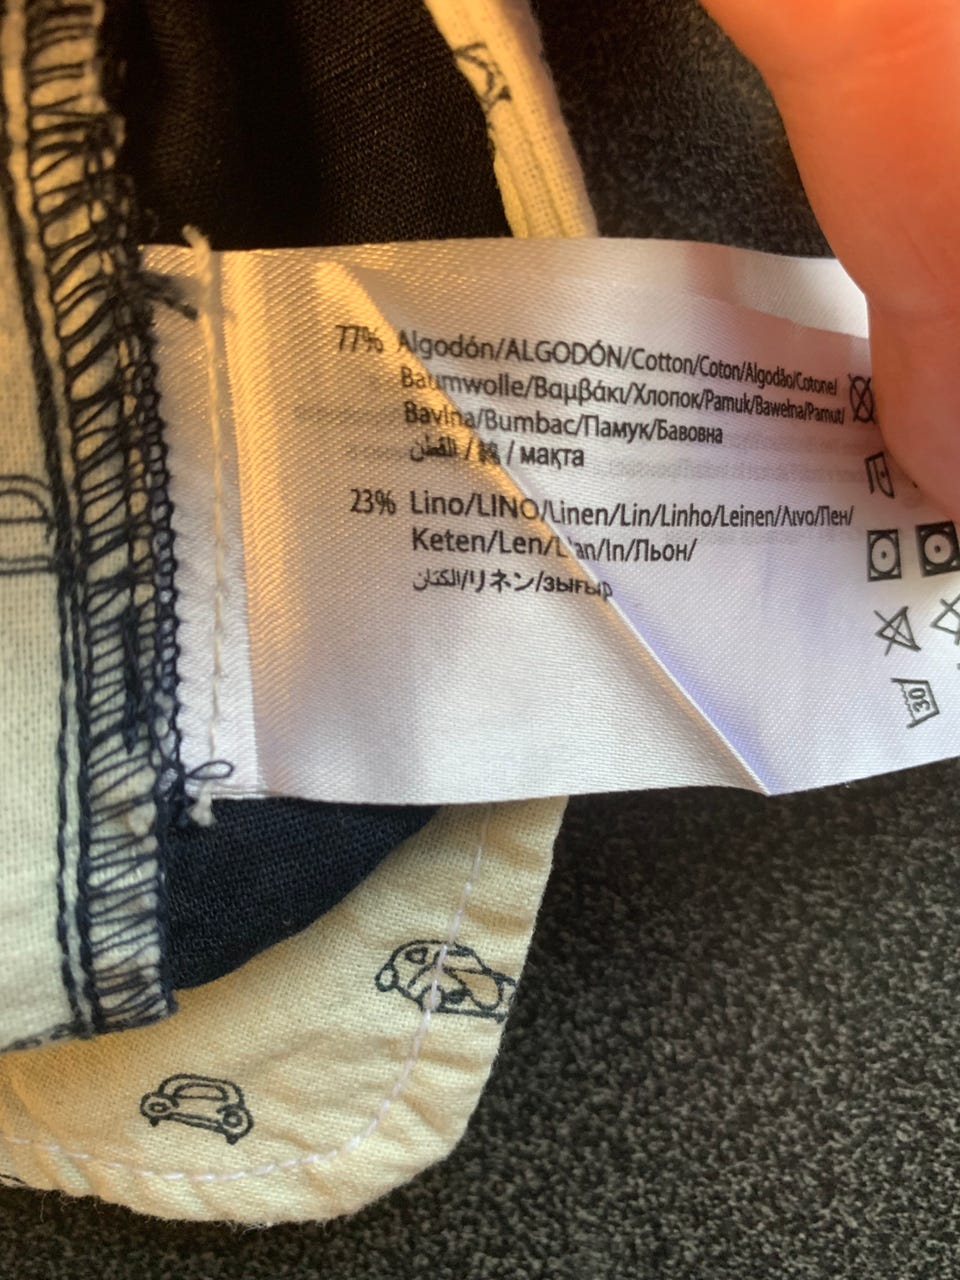 77% Algodón/ALGODÓN/Cotton/Coton/Algodão/Cotone/
Baumwolle/Βαμβάκι/Хлопок/Pamuk/Bawełna/Pamut/
Bavlna/Bumbac/Памук/Бавовна
القطن / 綿 / мақта
23% Lino/LINO/Linen/Lin/Linho/Leinen/Λινο/Лен/
Keten/Len/Lan/In/Льон/
الكتان/リネン/зығыр
30